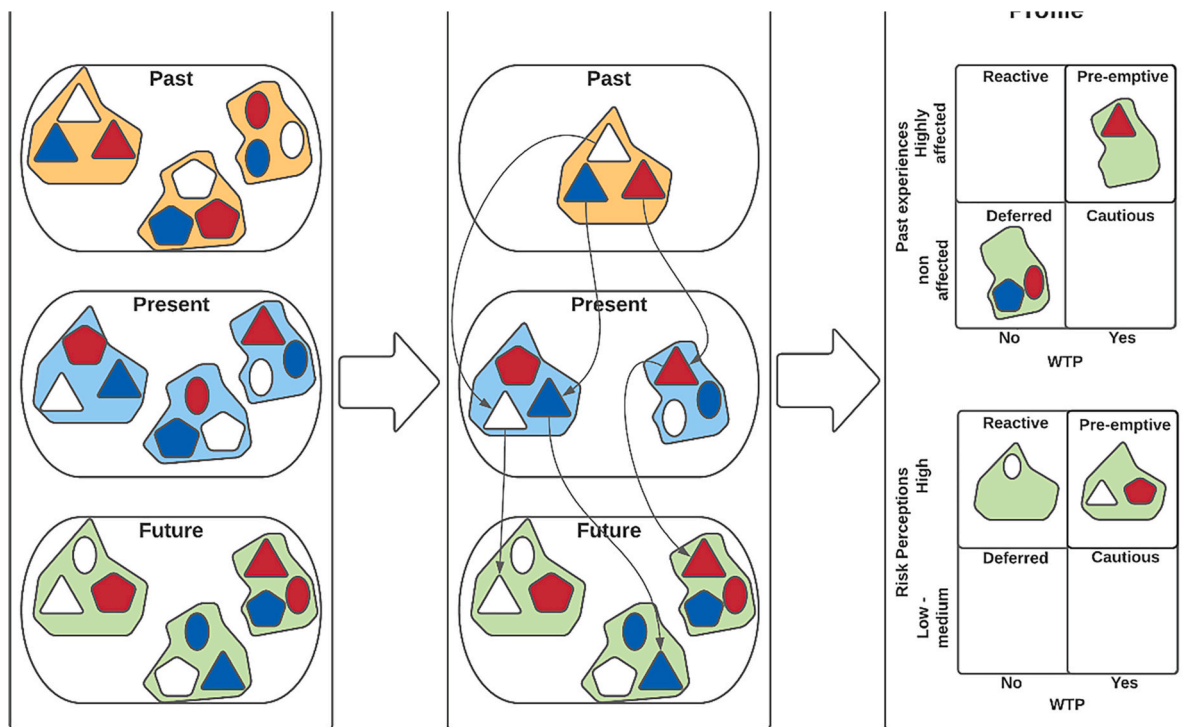 Profile
Past
Present
Future
Past
Present
Future
Reactive
Pre-emptive
Past experiences
Highly
affected
Deferred
Cautious
non
affected
No
Yes
WTP
Reactive
Pre-emptive
Risk Perceptions
High
Deferred
Cautious
Low -
medium
No
Yes
WTP